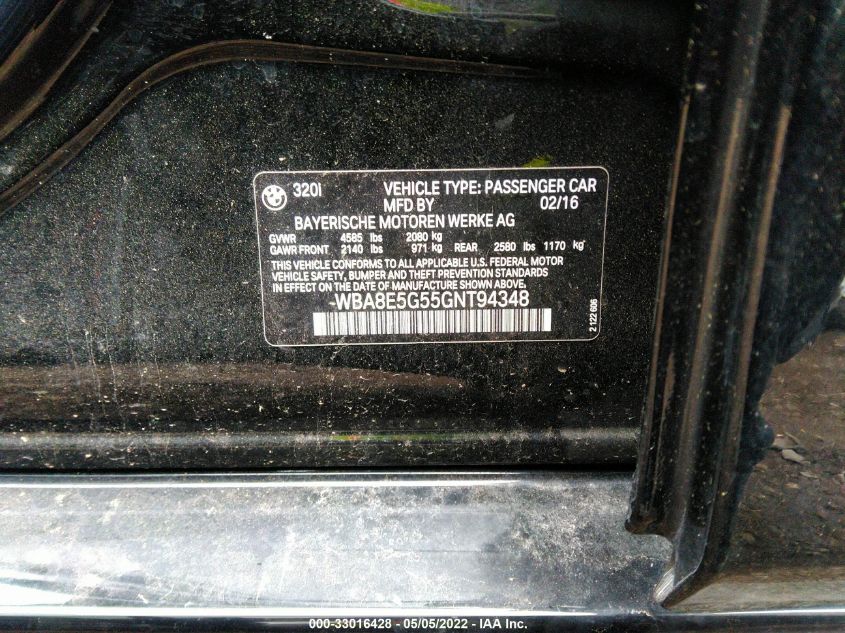 BMW
320I VEHICLE TYPE: PASSENGER CAR
MFD BY 02/16
BAYERISCHE MOTOREN WERKE AG
GVWR 4585 lbs 2080 kg
GAWR FRONT 2140 lbs 971 kg REAR 2580 lbs 1170 kg
THIS VEHICLE CONFORMS TO ALL APPLICABLE U.S. FEDERAL MOTOR
VEHICLE SAFETY, BUMPER AND THEFT PREVENTION STANDARDS
IN EFFECT ON THE DATE OF MANUFACTURE SHOWN ABOVE.
-WBA8E5G55GNT94348
2 122 606
000-33016428 - 05/05/2022 - IAA Inc.